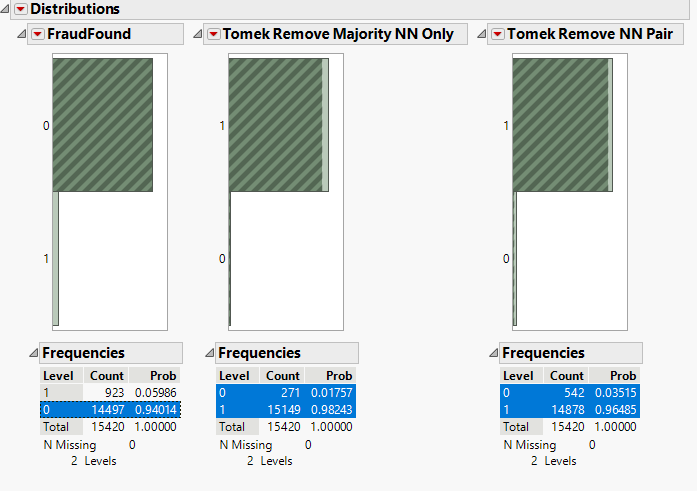 Distributions
FraudFound
0
1
Frequencies
Level Count Prob
1 923 0.05986
0 14497 0.94014
Total 15420 1.00000
N Missing 0
2 Levels
Tomek Remove Majority NN Only
1
0
Frequencies
Level Count Prob
0 271 0.01757
1 15149 0.98243
Total 15420 1.00000
N Missing 0
2 Levels
Tomek Remove NN Pair
1
0
Frequencies
Level Count Prob
0 542 0.03515
1 14878 0.96485
Total 15420 1.00000
N Missing 0
2 Levels